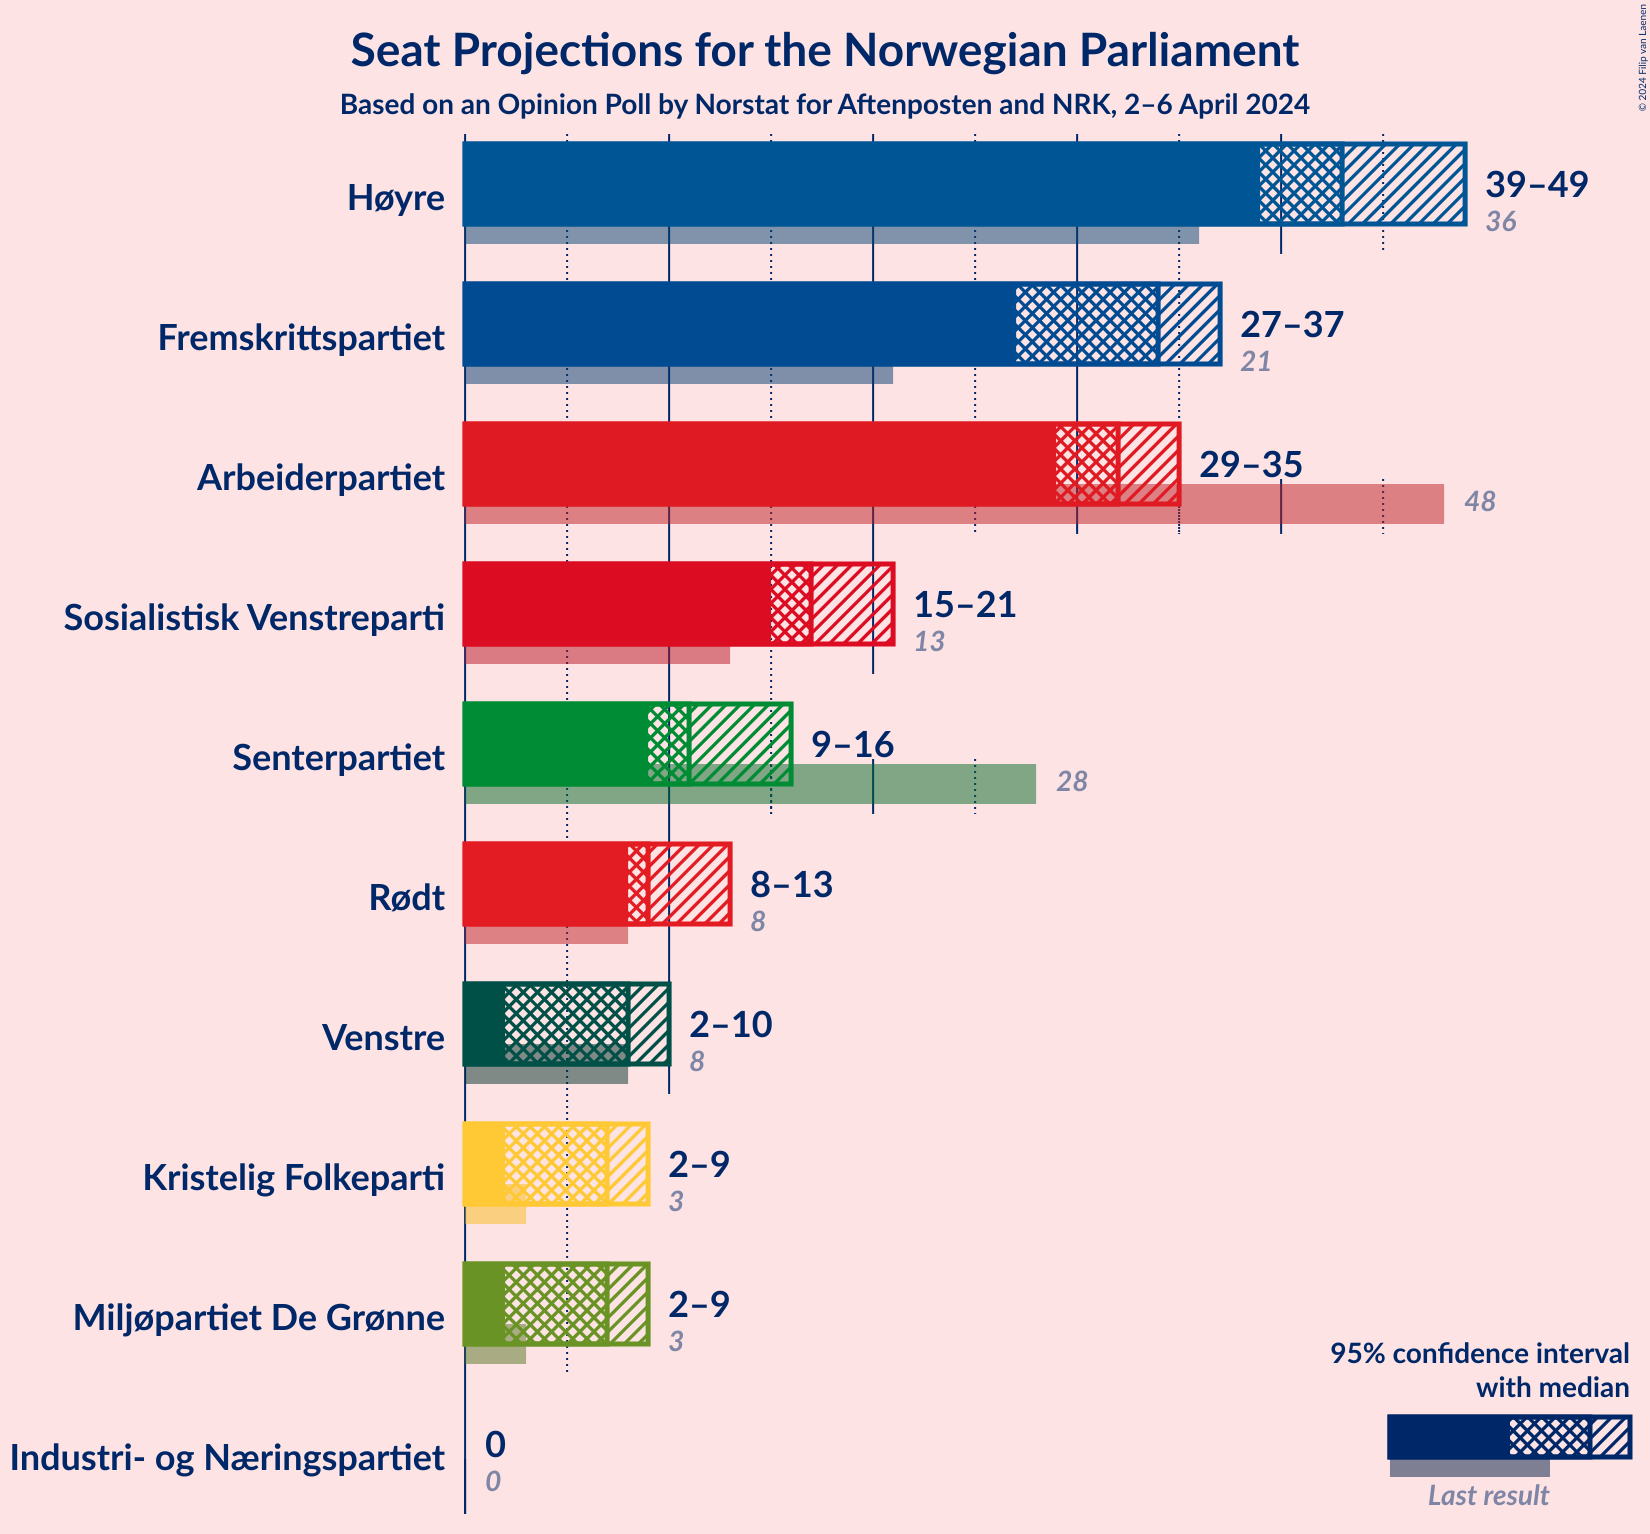 © 2024 Filip van Laenen
Seat Projections for the Norwegian Parliament
Based on an Opinion Poll by Norstat for Aftenposten and NRK, 2–6 April 2024
Høyre
39–49
36
Fremskrittspartiet
27–37
21
Arbeiderpartiet
29–35
48
Sosialistisk Venstreparti
15–21
13
Senterpartiet
9–16
28
Rødt
8–13
8
Venstre
2–10
8
Kristelig Folkeparti
2–9
3
Miljøpartiet De Grønne
2–9
3
Industri- og Næringspartiet
0
0
95% confidence interval
with median
Last result